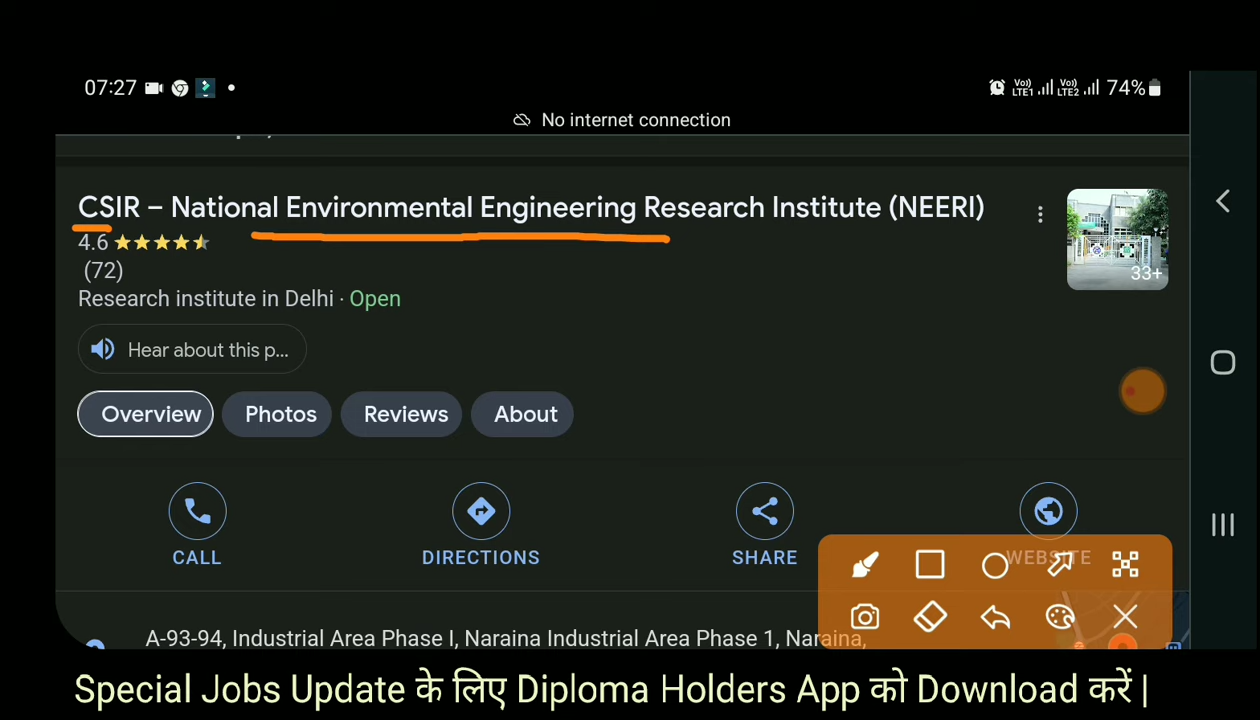 07:27
74%
No internet connection
CSIR – National Environmental Engineering Research Institute (NEERI)
4.6
(72)
33+
Research institute in Delhi · Open
Hear about this p...
Overview Photos Reviews About
CALL DIRECTIONS SHARE WEBSITE
A-93-94, Industrial Area Phase I, Naraina Industrial Area Phase 1, Naraina,
Special Jobs Update के लिए Diploma Holders App को Download करें |